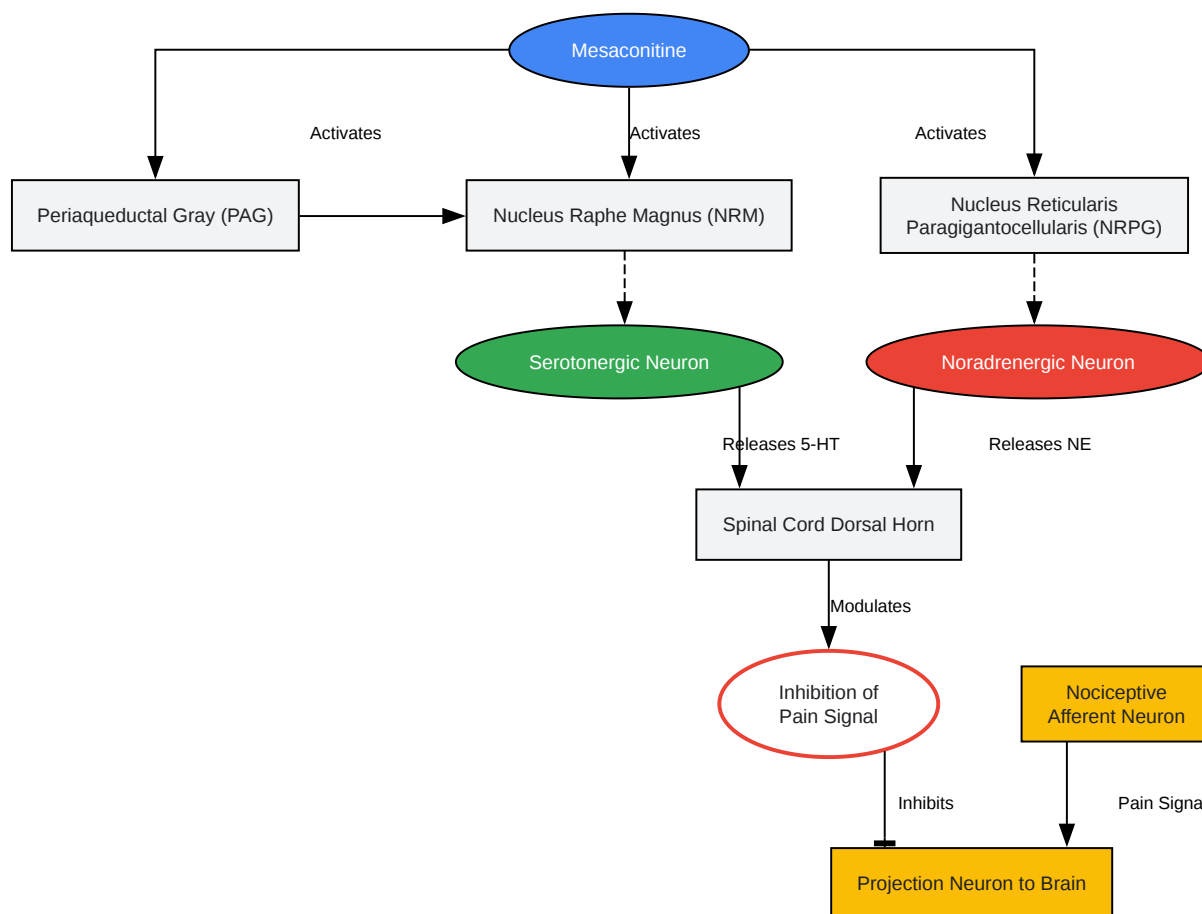 Mesaconitine
Activates
Activates
Activates
Periaqueductal Gray (PAG)
Nucleus Raphe Magnus (NRM)
Nucleus Reticularis
Paragigantocellularis (NRPG)
Serotonergic Neuron
Noradrenergic Neuron
Releases 5-HT
Releases NE
Spinal Cord Dorsal Horn
Modulates
Inhibition of
Pain Signal
Nociceptive
Afferent Neuron
Inhibits
Pain Signal
Projection Neuron to Brain